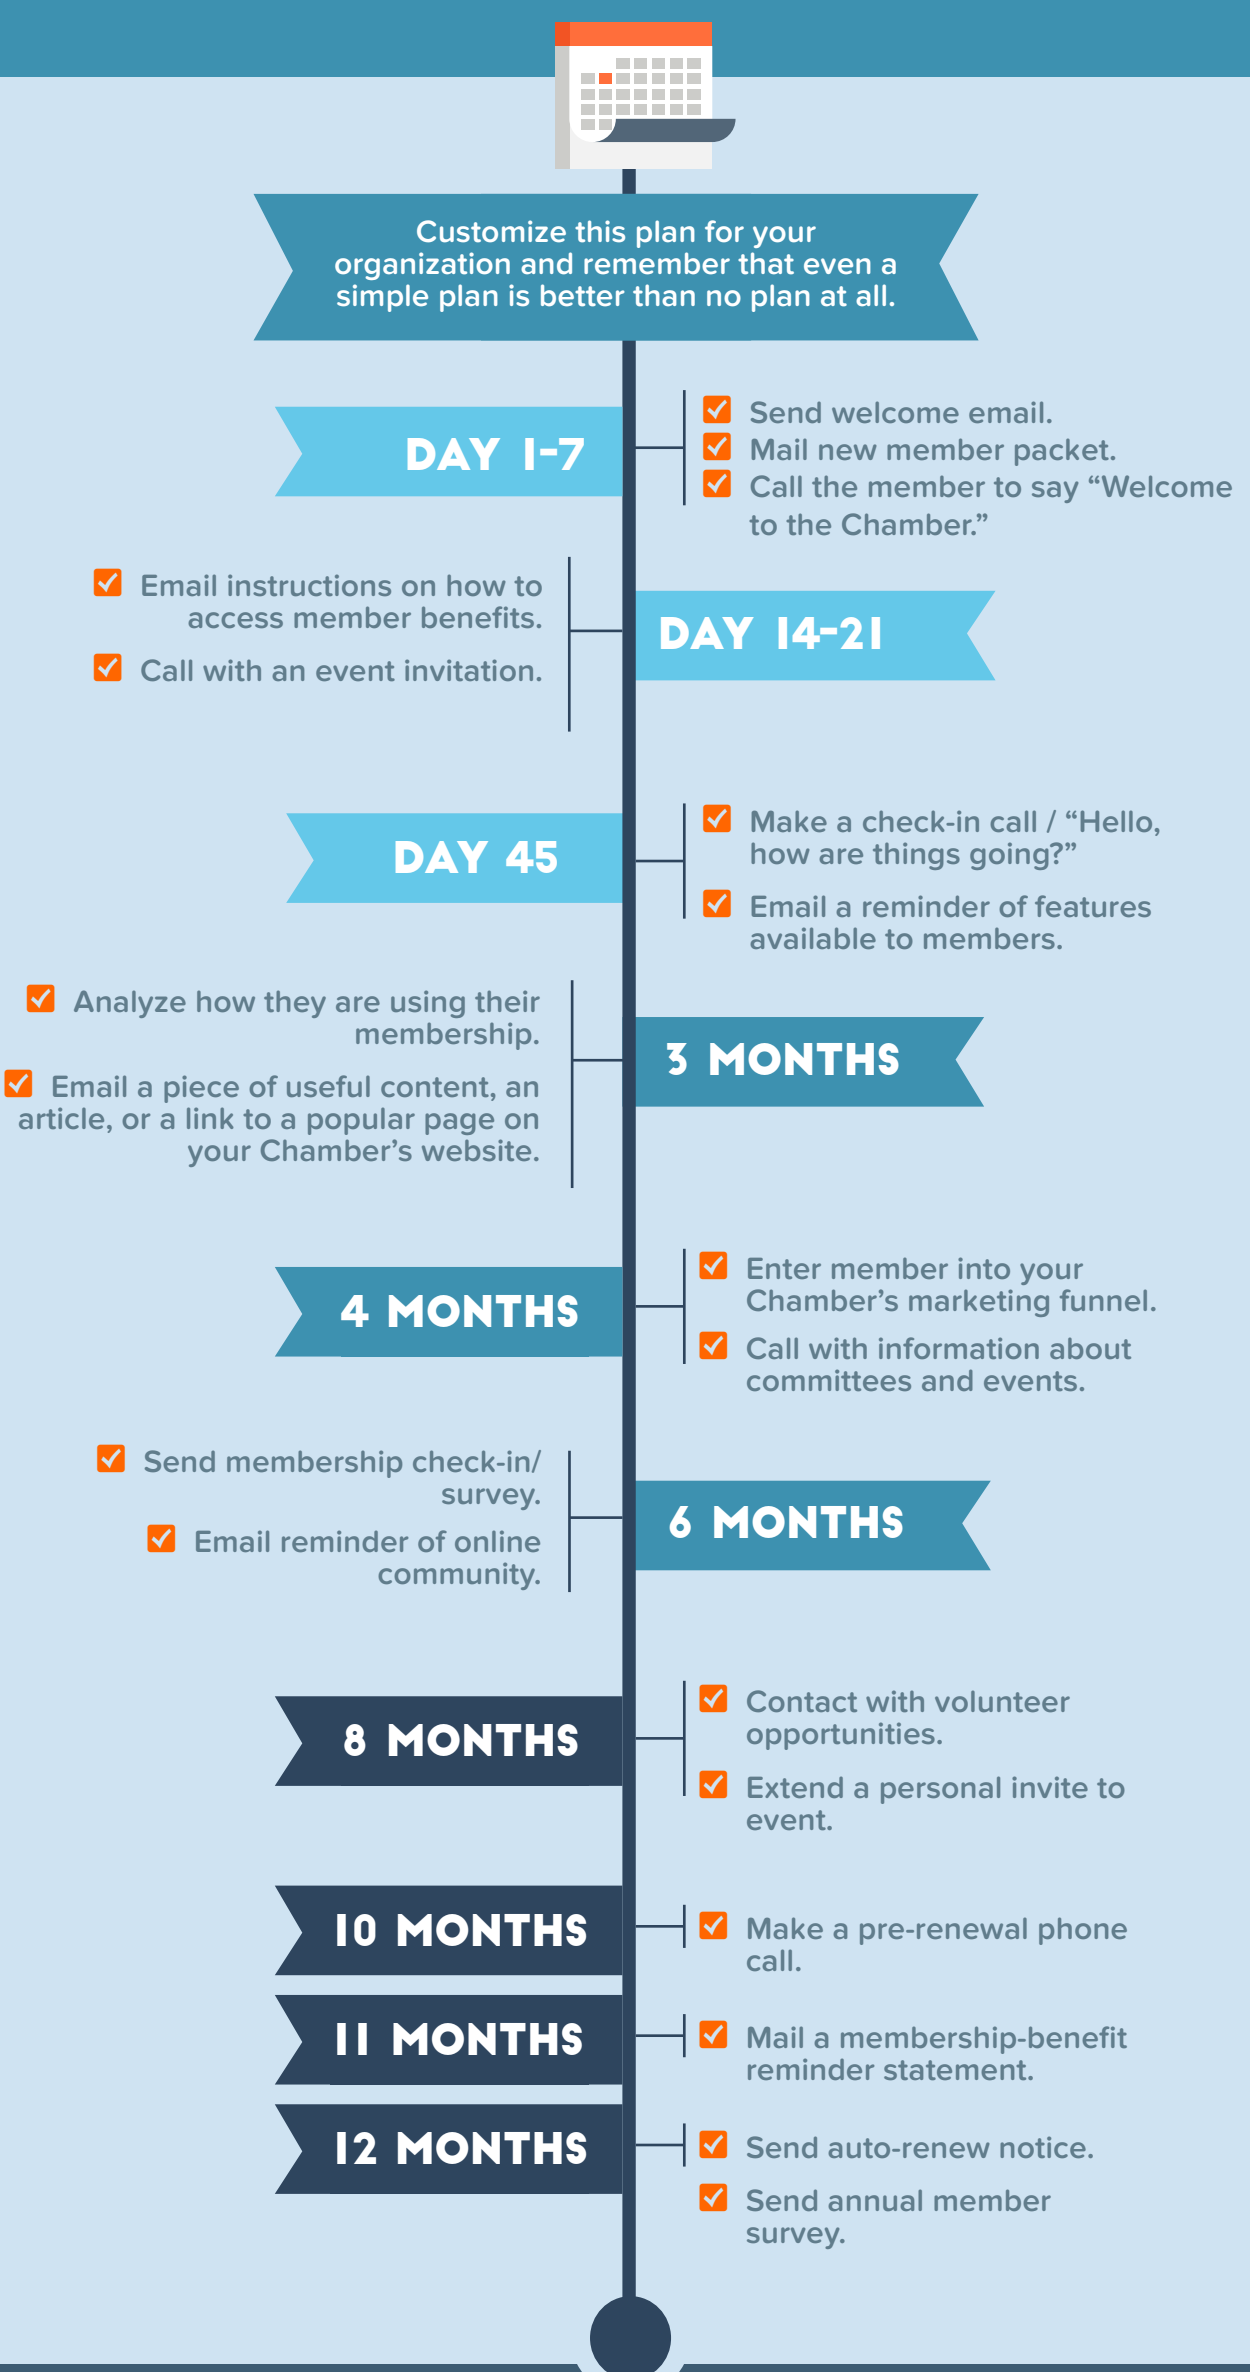 Customize this plan for your
organization and remember that even a
simple plan is better than no plan at all.
DAY 1-7
Send welcome email.
Mail new member packet.
Call the member to say “Welcome
to the Chamber.”
DAY 14-21
Email instructions on how to
access member benefits.
Call with an event invitation.
DAY 45
Make a check-in call / “Hello,
how are things going?”
Email a reminder of features
available to members.
3 MONTHS
Analyze how they are using their
membership.
Email a piece of useful content, an
article, or a link to a popular page on
your Chamber’s website.
4 MONTHS
Enter member into your
Chamber’s marketing funnel.
Call with information about
committees and events.
6 MONTHS
Send membership check-in/
survey.
Email reminder of online
community.
8 MONTHS
Contact with volunteer
opportunities.
Extend a personal invite to
event.
10 MONTHS
Make a pre-renewal phone
call.
11 MONTHS
Mail a membership-benefit
reminder statement.
12 MONTHS
Send auto-renew notice.
Send annual member
survey.